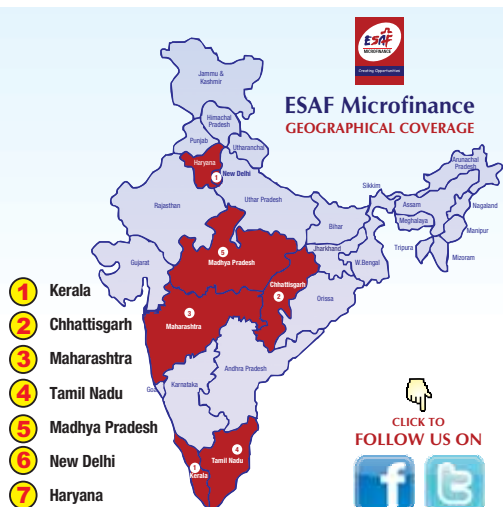 ESAF
MICROFINANCE
Creating Opportunities
ESAF Microfinance
GEOGRAPHICAL COVERAGE
Jammu &
Kashmir
Himachal
Pradesh
Punjab
Utharanchal
Haryana
1
New Delhi
Arunachal
Pradesh
Sikkim
Rajasthan
Uthar Pradesh
Assam
Nagaland
Meghalaya
Bihar
Manipur
Jharkhand
Tripura
Mizoram
5
Madhya Pradesh
W.Bengal
Gujarat
Chhattisgarh
2
Orissa
3
Maharashtra
Andhra Pradesh
Karnataka
Goa
4
Tamil Nadu
1
Kerala
1 Kerala
2 Chhattisgarh
3 Maharashtra
4 Tamil Nadu
5 Madhya Pradesh
6 New Delhi
7 Haryana
CLICK TO
FOLLOW US ON
f t